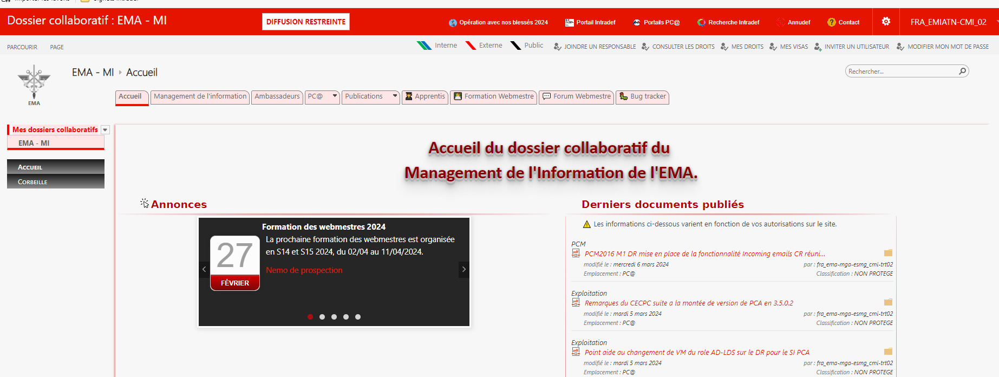 Dossier collaboratif : EMA - MI
DIFFUSION RESTREINTE
Opération avec nos blessés 2024
Portail Intradef
Portails PC@
Recherche Intradef
Annudef
Contact
FRA_EMIATN-CMI_02
PARCOURIR
PAGE
Interne
Externe
Public
JOINDRE UN RESPONSABLE
CONSULTER LES DROITS
MES DROITS
MES VISAS
INVITER UN UTILISATEUR
MODIFIER MON MOT DE PASSE
EMA
EMA - MI
Accueil
Rechercher...
Accueil
Management de l'information
Ambassadeurs
PC@
Publications
Apprentis
Formation Webmestre
Forum Webmestre
Bug tracker
Mes dossiers collaboratifs
EMA - MI
ACCUEIL
CORBEILLE
Accueil du dossier collaboratif du
Management de l'Information de l'EMA.
Annonces
27
FÉVRIER
Formation des webmestres 2024
La prochaine formation des webmestres est organisée
en S14 et S15 2024, du 02/04 au 11/04/2024.
Nemo de prospection
Derniers documents publiés
Les informations ci-dessous varient en fonction de vos autorisations sur le site.
PCM
PCM2016 M1 DR mise en place de la fonctionnalité Incoming emails CR réuni...
modifié le : mercredi 6 mars 2024
par : fra_ema-mga-esmg_cmi-trt02
Emplacement : PC@
Classification : NON PROTEGE
Exploitation
Remarques du CECPC suite a la montée de version de PCA en 3.5.0.2
modifié le : mardi 5 mars 2024
par : fra_ema-mga-esmg_cmi-trt02
Emplacement : PC@
Classification : NON PROTEGE
Exploitation
Point aide au changement de VM du role AD-LDS sur le DR pour le SI PCA
modifié le : mardi 5 mars 2024
par : fra_ema-mga-esmg_cmi-trt02
Emplacement : PC@
Classification : NON PROTEGE